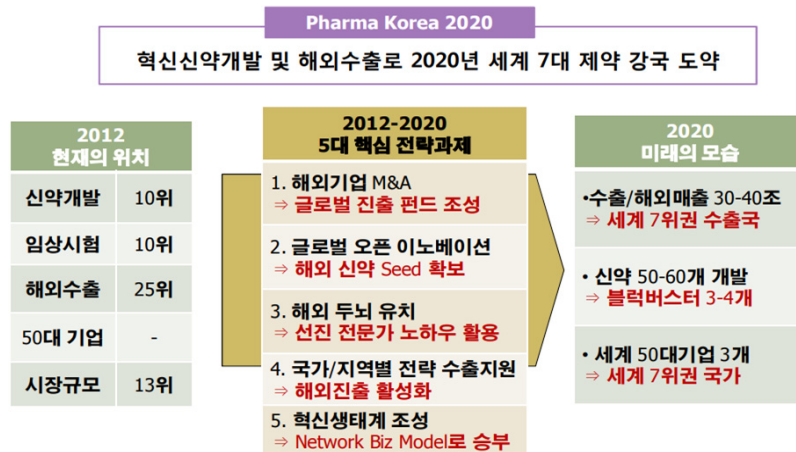 Pharma Korea 2020
혁신신약개발 및 해외수출로 2020년 세계 7대 제약 강국 도약
2012
현재의 위치
신약개발 10위
임상시험 10위
해외수출 25위
50대 기업 -
시장규모 13위
2012-2020
5대 핵심 전략과제
1. 해외기업 M&A
⇒ 글로벌 진출 펀드 조성
2. 글로벌 오픈 이노베이션
⇒ 해외 신약 Seed 확보
3. 해외 두뇌 유치
⇒ 선진 전문가 노하우 활용
4. 국가/지역별 전략 수출지원
⇒ 해외진출 활성화
5. 혁신생태계 조성
⇒ Network Biz Model로 승부
2020
미래의 모습
•수출/해외매출 30-40조
⇒ 세계 7위권 수출국
• 신약 50-60개 개발
⇒ 블럭버스터 3-4개
• 세계 50대기업 3개
⇒ 세계 7위권 국가